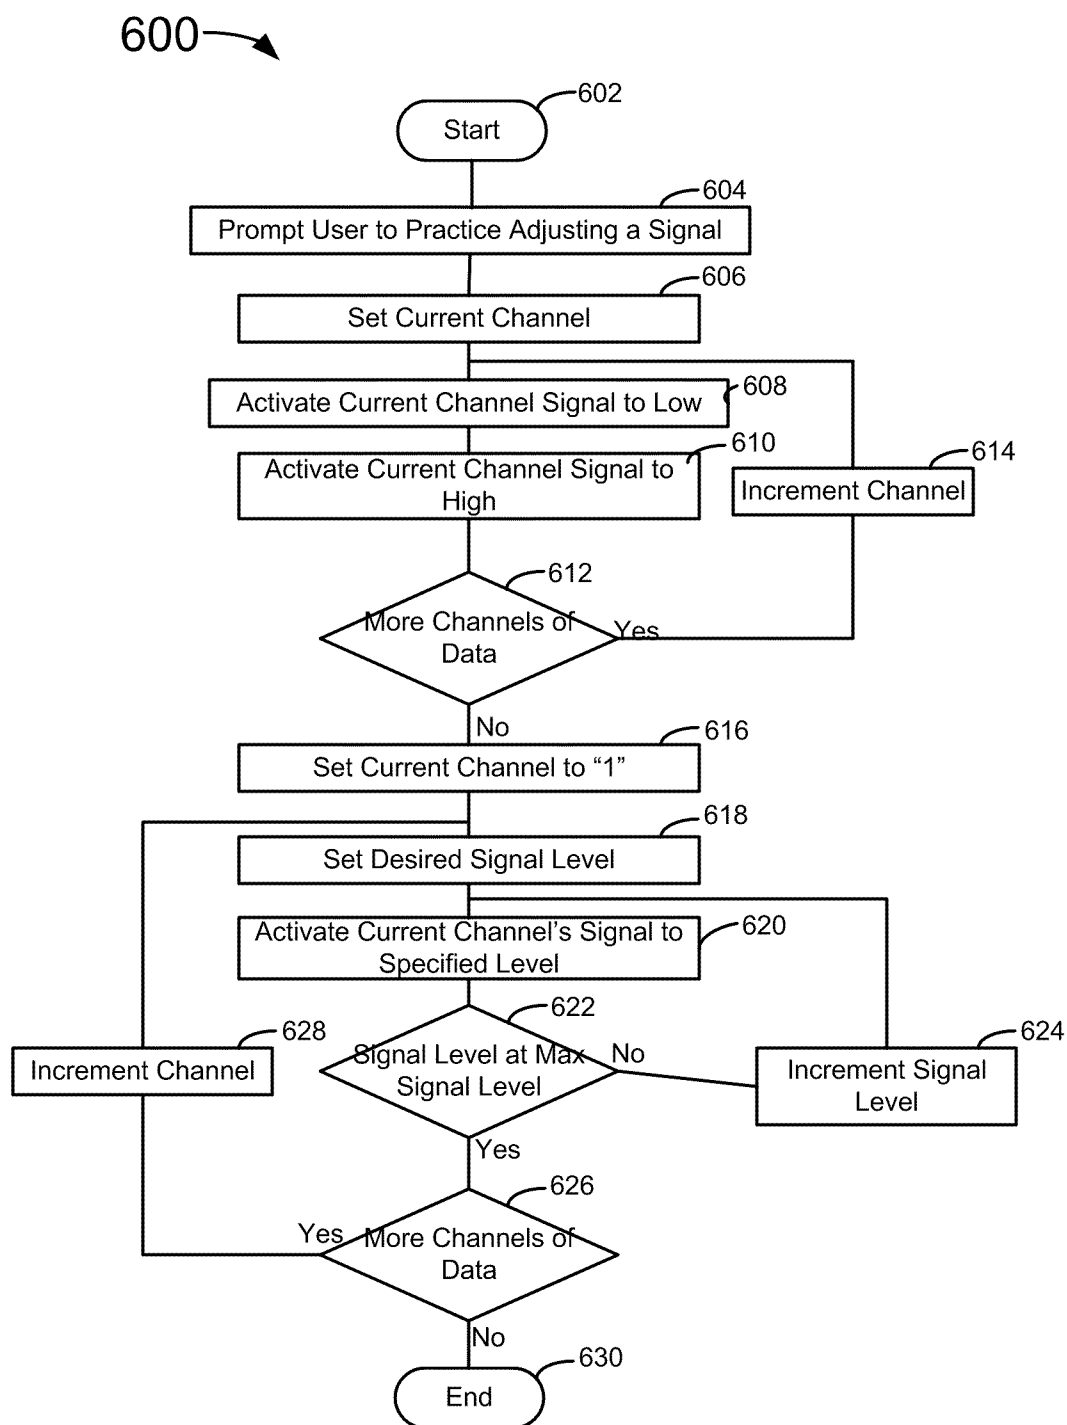 600
602
Start
604
Prompt User to Practice Adjusting a Signal
606
Set Current Channel
608
Activate Current Channel Signal to Low
610
Activate Current Channel Signal to
High
614
Increment Channel
612
More Channels of
Data
Yes
No
616
Set Current Channel to “1”
618
Set Desired Signal Level
620
Activate Current Channel’s Signal to
Specified Level
622
Signal Level at Max
Signal Level
No
624
Increment Signal
Level
628
Increment Channel
Yes
626
More Channels of
Data
Yes
No
630
End